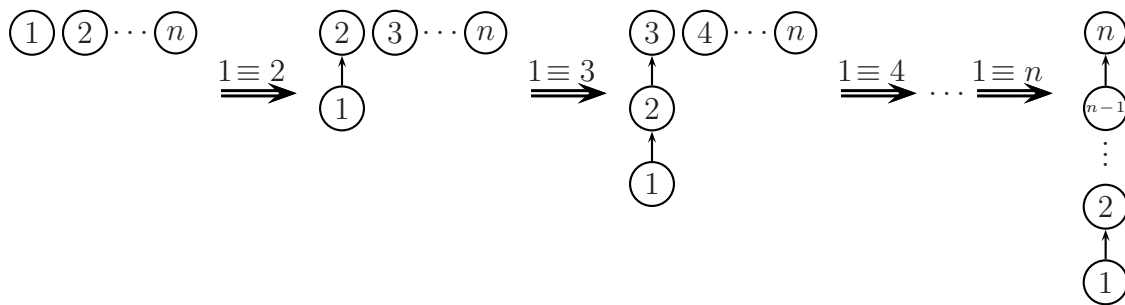 1 2 ··· n 2 3 ··· n 3 4 ··· n n
1 ≡ 2 1 ≡ 3 1 ≡ 4 1 ≡ n
1 2 ··· n−1
⋮
1 2
1